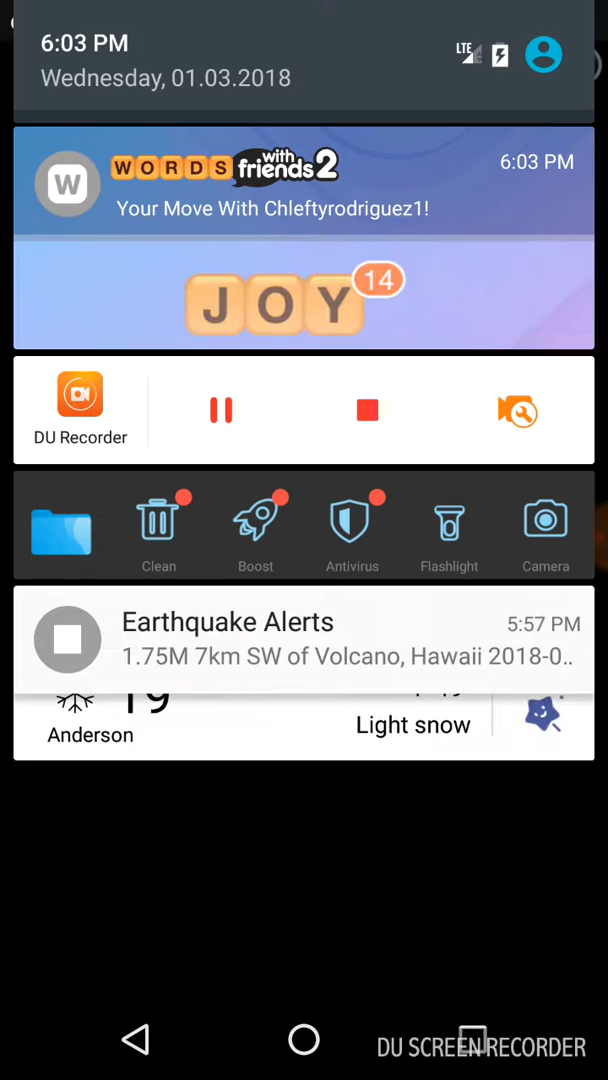 6:03 PM
LTE
Wednesday, 01.03.2018
W
WORDS with friends 2
6:03 PM
Your Move With Chleftyrodriguez1!
JOY
14
DU Recorder
Clean
Boost
Antivirus
Flashlight
Camera
Earthquake Alerts
5:57 PM
1.75M 7km SW of Volcano, Hawaii 2018-0..
19
Anderson
Light snow
DU SCREEN RECORDER